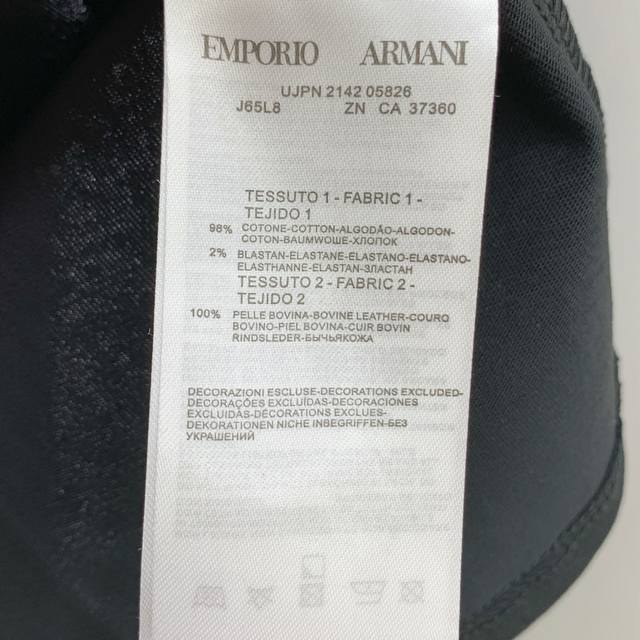 EMPORIO ARMANI
UJPN 2142 05826
J65L8 ZN CA 37360
TESSUTO 1 - FABRIC 1 -
TEJIDO 1
98% COTONE-COTTON-ALGODÃO-ALGODON-
COTON-BAUMWOUSE-ХЛОПОК
2% BLASTAN-ELASTANE-ELASTANO-ELASTANO-
ELASTHANNE-ELASTAN-ЭЛАСТАН
TESSUTO 2 - FABRIC 2 -
TEJIDO 2
100% PELLE BOVINA-BOVINE LEATHER-COURQ
BOVINO-PIEL BOVINA-CUIR BOVIN
RINDSLEDER-БЫЧЬЯКОЖА
DECORAZIONI ESCLUSE-DECORATIONS EXCLUDED-
DECORAÇÕES EXCLUÍDAS-DECORACIONES
EXCLUIDAS-DECORATIONS EXCLUES-
DEKORATIONEN NICHE INBEGRIFFEN-БЕЗ
УКРАШЕНИЙ